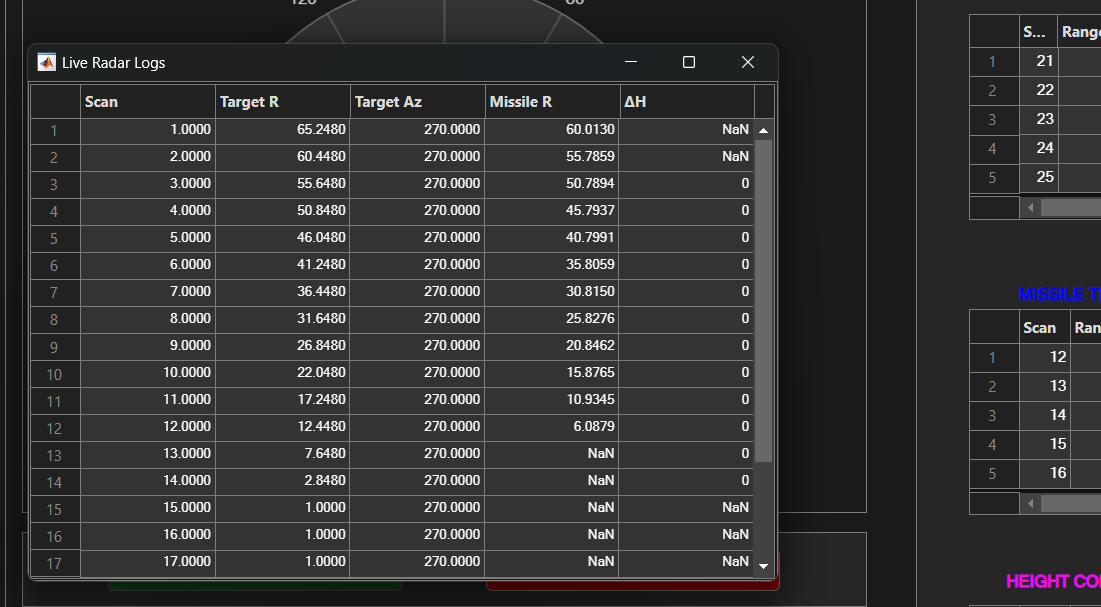 120 60
Live Radar Logs
Scan Target R Target Az Missile R ΔH
1 1.0000 65.2480 270.0000 60.0130 NaN
2 2.0000 60.4480 270.0000 55.7859 NaN
3 3.0000 55.6480 270.0000 50.7894 0
4 4.0000 50.8480 270.0000 45.7937 0
5 5.0000 46.0480 270.0000 40.7991 0
6 6.0000 41.2480 270.0000 35.8059 0
7 7.0000 36.4480 270.0000 30.8150 0
8 8.0000 31.6480 270.0000 25.8276 0
9 9.0000 26.8480 270.0000 20.8462 0
10 10.0000 22.0480 270.0000 15.8765 0
11 11.0000 17.2480 270.0000 10.9345 0
12 12.0000 12.4480 270.0000 6.0879 0
13 13.0000 7.6480 270.0000 NaN 0
14 14.0000 2.8480 270.0000 NaN 0
15 15.0000 1.0000 270.0000 NaN NaN
16 16.0000 1.0000 270.0000 NaN NaN
17 17.0000 1.0000 270.0000 NaN NaN
S... Range
1 21
2 22
3 23
4 24
5 25
MISSILE T
Scan Ran
1 12
2 13
3 14
4 15
5 16
HEIGHT CO